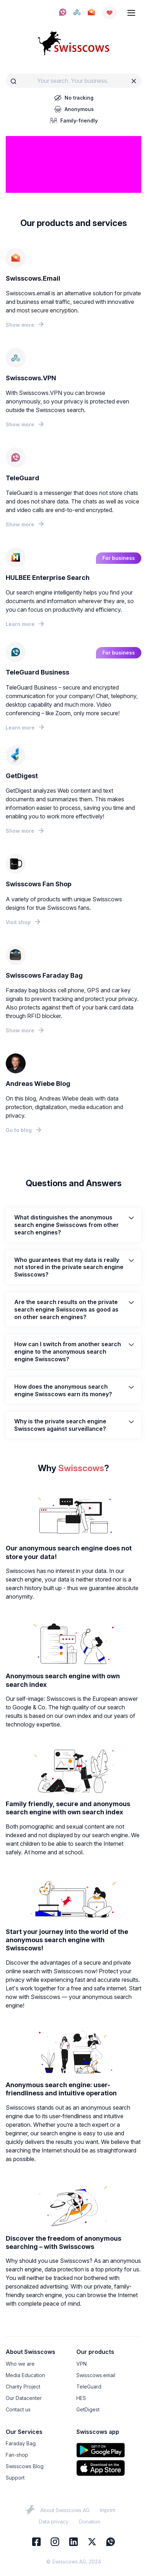 swisscows
Your search. Your business.
No tracking
Anonymous
Family-friendly
Our products and services
Swisscows.Email
Swisscows.email is an alternative solution for private and business email traffic, secured with innovative and most secure encryption.
Show more
Swisscows.VPN
With Swisscows.VPN you can browse anonymously, so your privacy is protected even outside the Swisscows search.
Show more
TeleGuard
TeleGuard is a messenger that does not store chats and does not share data. The chats as well as voice and video calls are end-to-end encrypted.
Show more
For business
HULBEE Enterprise Search
Our search engine intelligently helps you find your documents and information no matter they are, so you can focus on productivity and efficiency.
Learn more
For business
TeleGuard Business
TeleGuard Business – secure and encrypted communication for your company! Chat, telephony, desktop capability and much more. Video conferencing – like Zoom, only more secure!
Learn more
GetDigest
GetDigest analyzes Web content and text documents and summarizes them. This makes information easier to process, saving you time and enabling you to work more effectively!
Show more
Swisscows Fan Shop
A variety of products with unique Swisscows designs for true Swisscows fans.
Visit shop
Swisscows Faraday Bag
Faraday bag blocks cell phone, GPS and car key signals to prevent tracking and protect your privacy. Also protects against theft of your bank card data through RFID blocker.
Show more
Andreas Wiebe Blog
On this blog, Andreas Wiebe deals with data protection, digitalization, media education and privacy.
Go to blog
Questions and Answers
What distinguishes the anonymous search engine Swisscows from other search engines?
Who guarantees that my data is really not stored in the private search engine Swisscows?
Are the search results on the private search engine Swisscows as good as on other search engines?
How can I switch from another search engine to the anonymous search engine Swisscows?
How does the anonymous search engine Swisscows earn its money?
Why is the private search engine Swisscows against surveillance?
Why Swisscows?
Our anonymous search engine does not store your data!
Swisscows has no interest in your data. In our search engine, your data is neither stored nor is a search history built up - thus we enable anonymity.
Anonymous search engine with own search index
Our self-image: Swisscows is the European answer to Google & Co. The high quality of our search results is based on our own index and our years of technology expertise.
Family friendly, secure and anonymous search engine with own search index
Both pornographic and sexual content are not indexed and not displayed by our search engine. We want children to be able to search the Internet safely. At home and at school.
Start your journey into the world of the anonymous search engine with Swisscows!
Discover the advantages of a secure and private online search with Swisscows now! Protect your privacy while experiencing fast and accurate results. Let's work together for a free and safe internet. Start now with Swisscows — your anonymous search engine!
Anonymous search engine: user-friendliness and intuitive operation
Swisscows stands out as an anonymous search engine due to its user-friendliness and intuitive operation. Whether you are a computer expert or a beginner, our search engine is easy to use and quickly delivers the results you want. We believe that searching the Internet should be as straightforward as possible.
Discover the freedom of anonymous searching – with Swisscows
Why should you use Swisscows? As an anonymous search engine, data protection is a top priority for us. You will neither be tracked nor bothered with personalized advertising. With our private, family-friendly search engine, you can browse the Internet with complete peace of mind.
About Swisscows
Who we are
Media Education
Charity Project
Our Datacenter
Contact us
Our products
VPN
Swisscows.email
TeleGuard
HES
GetDigest
Our Services
Faraday Bag
Fan-shop
Swisscows Blog
Support
Swisscows app
GET IT ON
Google Play
Download on the
App Store
About Swisscows AG
Imprint
Data privacy
Donation
© Swisscows AG, 2024